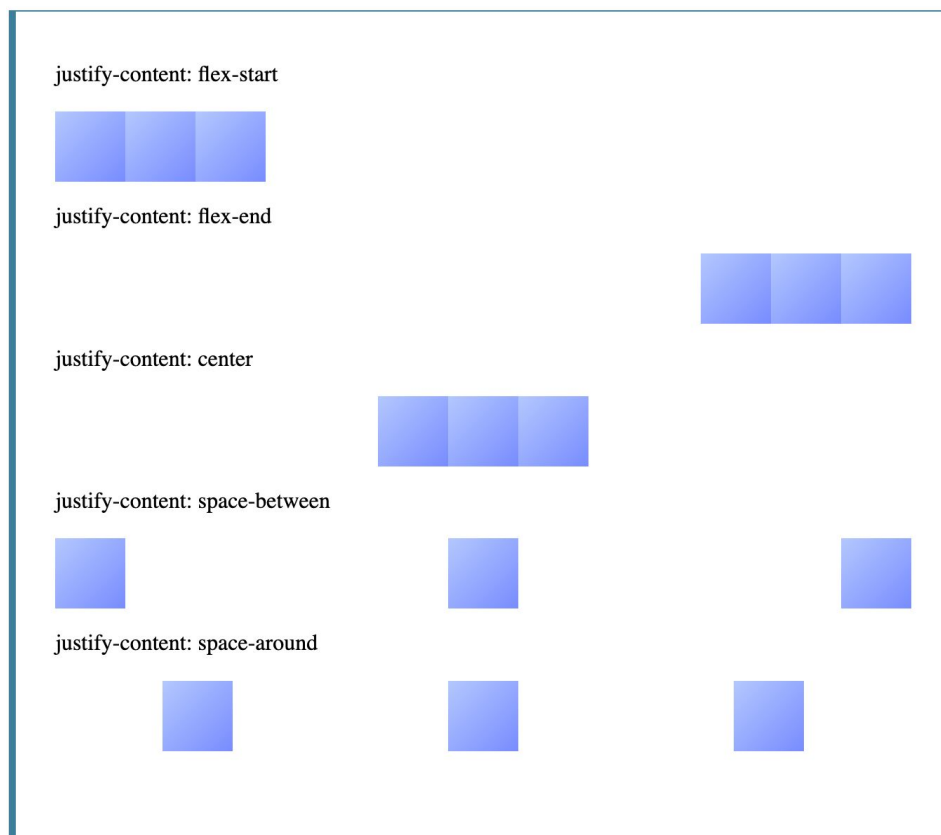 justify-content: flex-start
justify-content: flex-end
justify-content: center
justify-content: space-between
justify-content: space-around